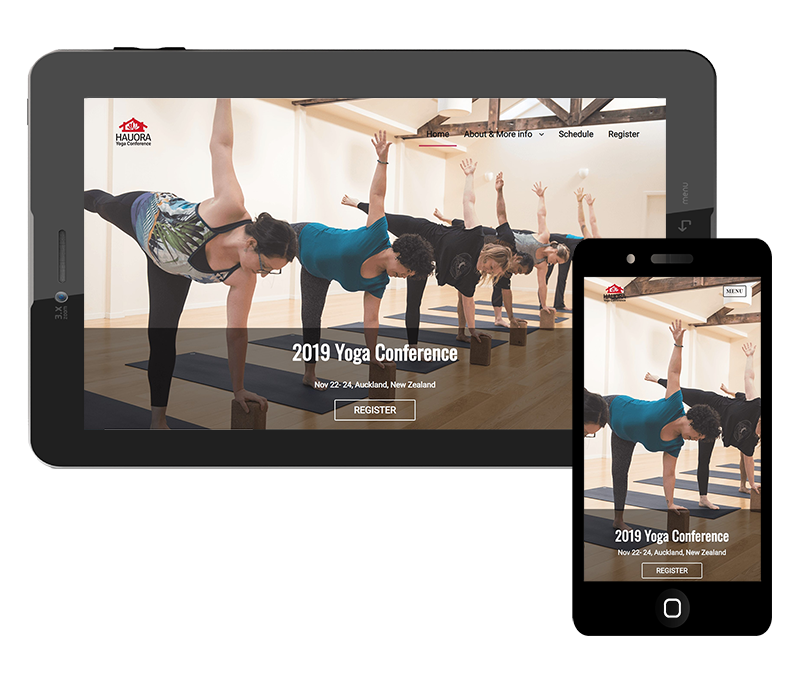 HAUORA
Yoga Conference
Home About & More info Schedule Register
2019 Yoga Conference
Nov 22- 24, Auckland, New Zealand
REGISTER
menu
3.X
HAUORA
MENU
2019 Yoga Conference
Nov 22- 24, Auckland, New Zealand
REGISTER